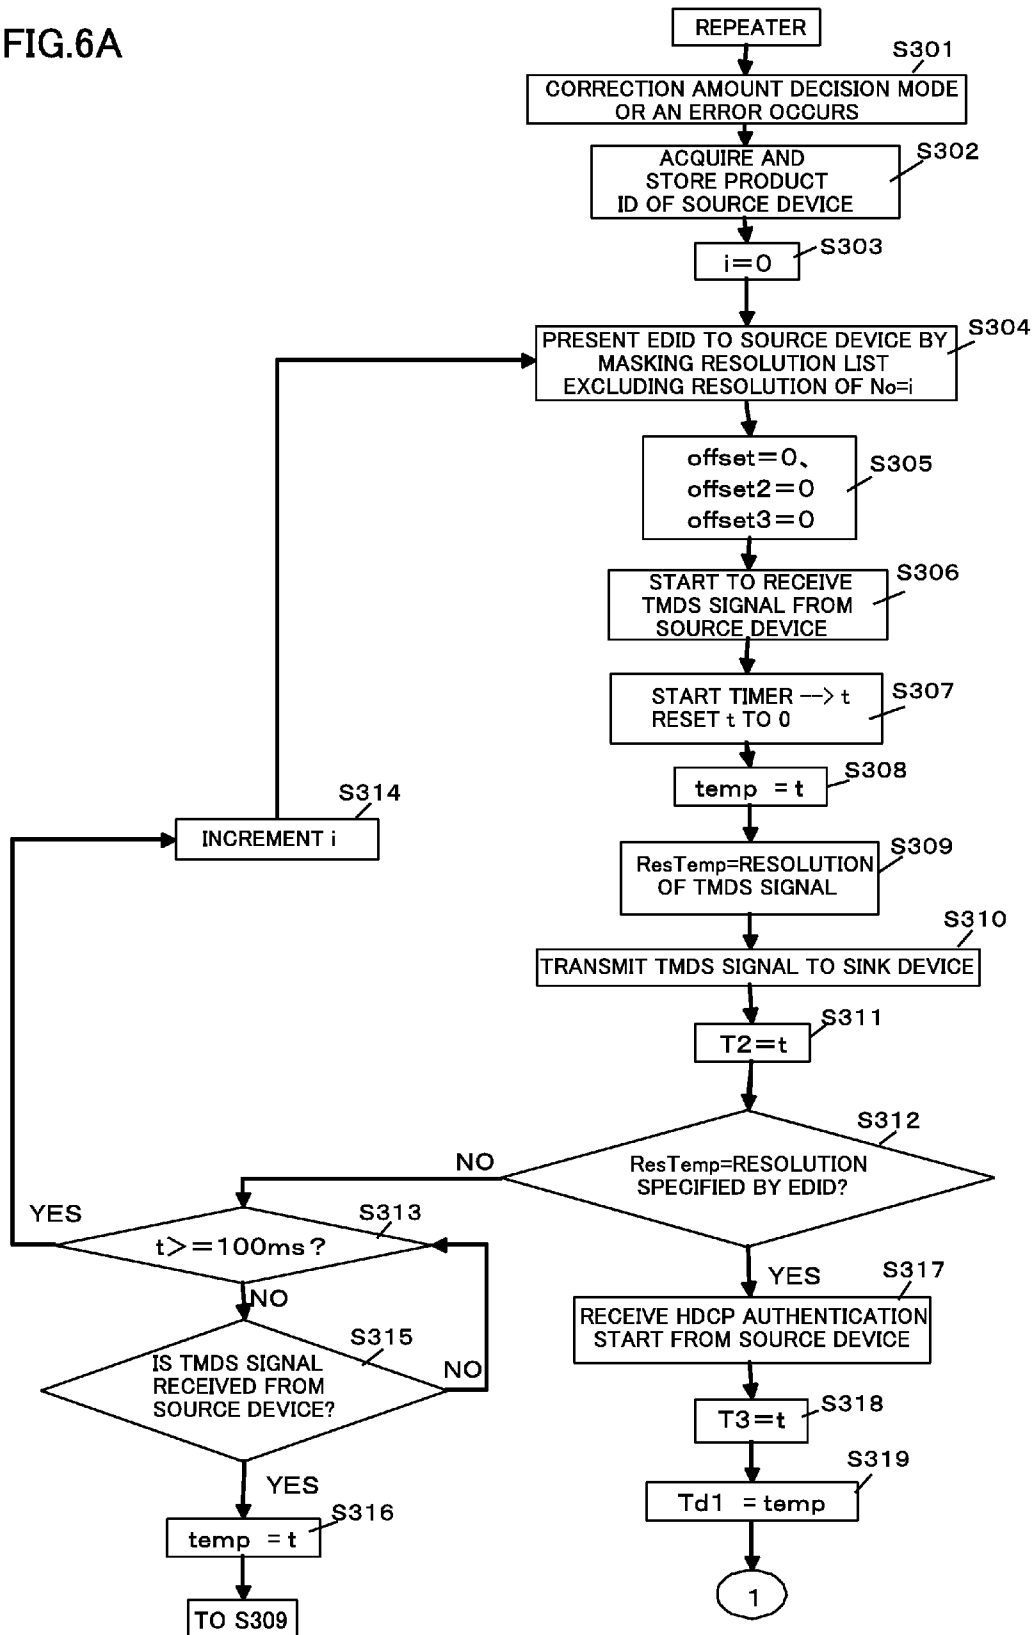 FIG.6A
REPEATER
S301
CORRECTION AMOUNT DECISION MODE
OR AN ERROR OCCURS
S302
ACQUIRE AND
STORE PRODUCT
ID OF SOURCE DEVICE
S303
i=0
S304
PRESENT EDID TO SOURCE DEVICE BY
MASKING RESOLUTION LIST
EXCLUDING RESOLUTION OF No=i
S305
offset=0、
offset2=0
offset3=0
S306
START TO RECEIVE
TMDS SIGNAL FROM
SOURCE DEVICE
S307
START TIMER --> t
RESET t TO 0
S308
temp = t
S314
INCREMENT i
S309
ResTemp=RESOLUTION
OF TMDS SIGNAL
S310
TRANSMIT TMDS SIGNAL TO SINK DEVICE
S311
T2=t
S312
ResTemp=RESOLUTION
SPECIFIED BY EDID?
NO
YES
S313
t>=100ms?
NO
S315
IS TMDS SIGNAL
RECEIVED FROM
SOURCE DEVICE?
NO
YES
S316
temp = t
TO S309
YES
S317
RECEIVE HDCP AUTHENTICATION
START FROM SOURCE DEVICE
S318
T3=t
S319
Td1 = temp
1